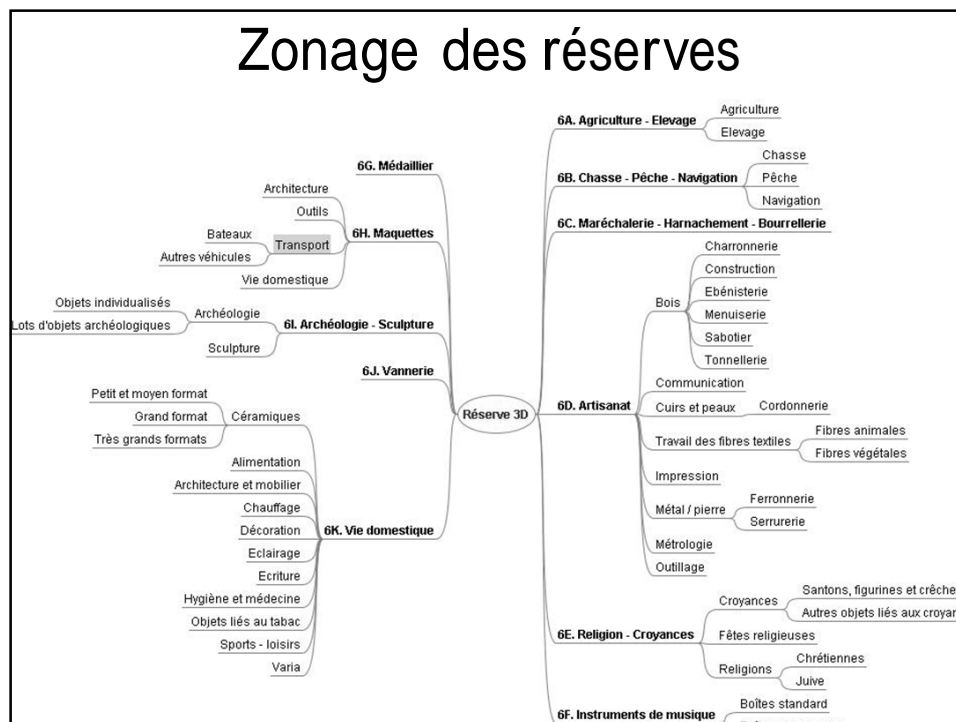 Zonage des réserves
Réserve 3D
6A. Agriculture - Elevage
Agriculture
Elevage
6B. Chasse - Pêche - Navigation
Chasse
Pêche
Navigation
6C. Maréchalerie - Harnachement - Bourrellerie
6D. Artisanat
Bois
Charronnerie
Construction
Ebénisterie
Menuiserie
Sabotier
Tonnellerie
Communication
Cuirs et peaux
Cordonnerie
Travail des fibres textiles
Fibres animales
Fibres végétales
Impression
Métal / pierre
Ferronnerie
Serrurerie
Métrologie
Outillage
6E. Religion - Croyances
Croyances
Santons, figurines et crèche
Autres objets liés aux croyan
Fêtes religieuses
Religions
Chrétiennes
Juive
6F. Instruments de musique
Boîtes standard
6G. Médaillier
6H. Maquettes
Architecture
Outils
Transport
Bateaux
Autres véhicules
Vie domestique
6I. Archéologie - Sculpture
Archéologie
Objets individualisés
Lots d'objets archéologiques
Sculpture
6J. Vannerie
6K. Vie domestique
Céramiques
Petit et moyen format
Grand format
Très grands formats
Alimentation
Architecture et mobilier
Chauffage
Décoration
Eclairage
Ecriture
Hygiène et médecine
Objets liés au tabac
Sports - loisirs
Varia